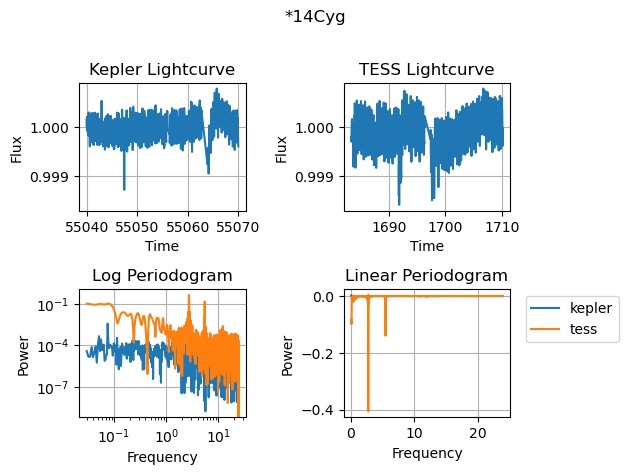 *14Cyg
Kepler Lightcurve
TESS Lightcurve
Flux
1.000
0.999
55040 55050 55060 55070
Time
Flux
1.000
0.999
1690 1700 1710
Time
Log Periodogram
Linear Periodogram
Power
10⁻¹
10⁻⁴
10⁻⁷
10⁻¹ 10⁰ 10¹
Frequency
Power
0.0
−0.2
−0.4
0 10 20
Frequency
kepler
tess